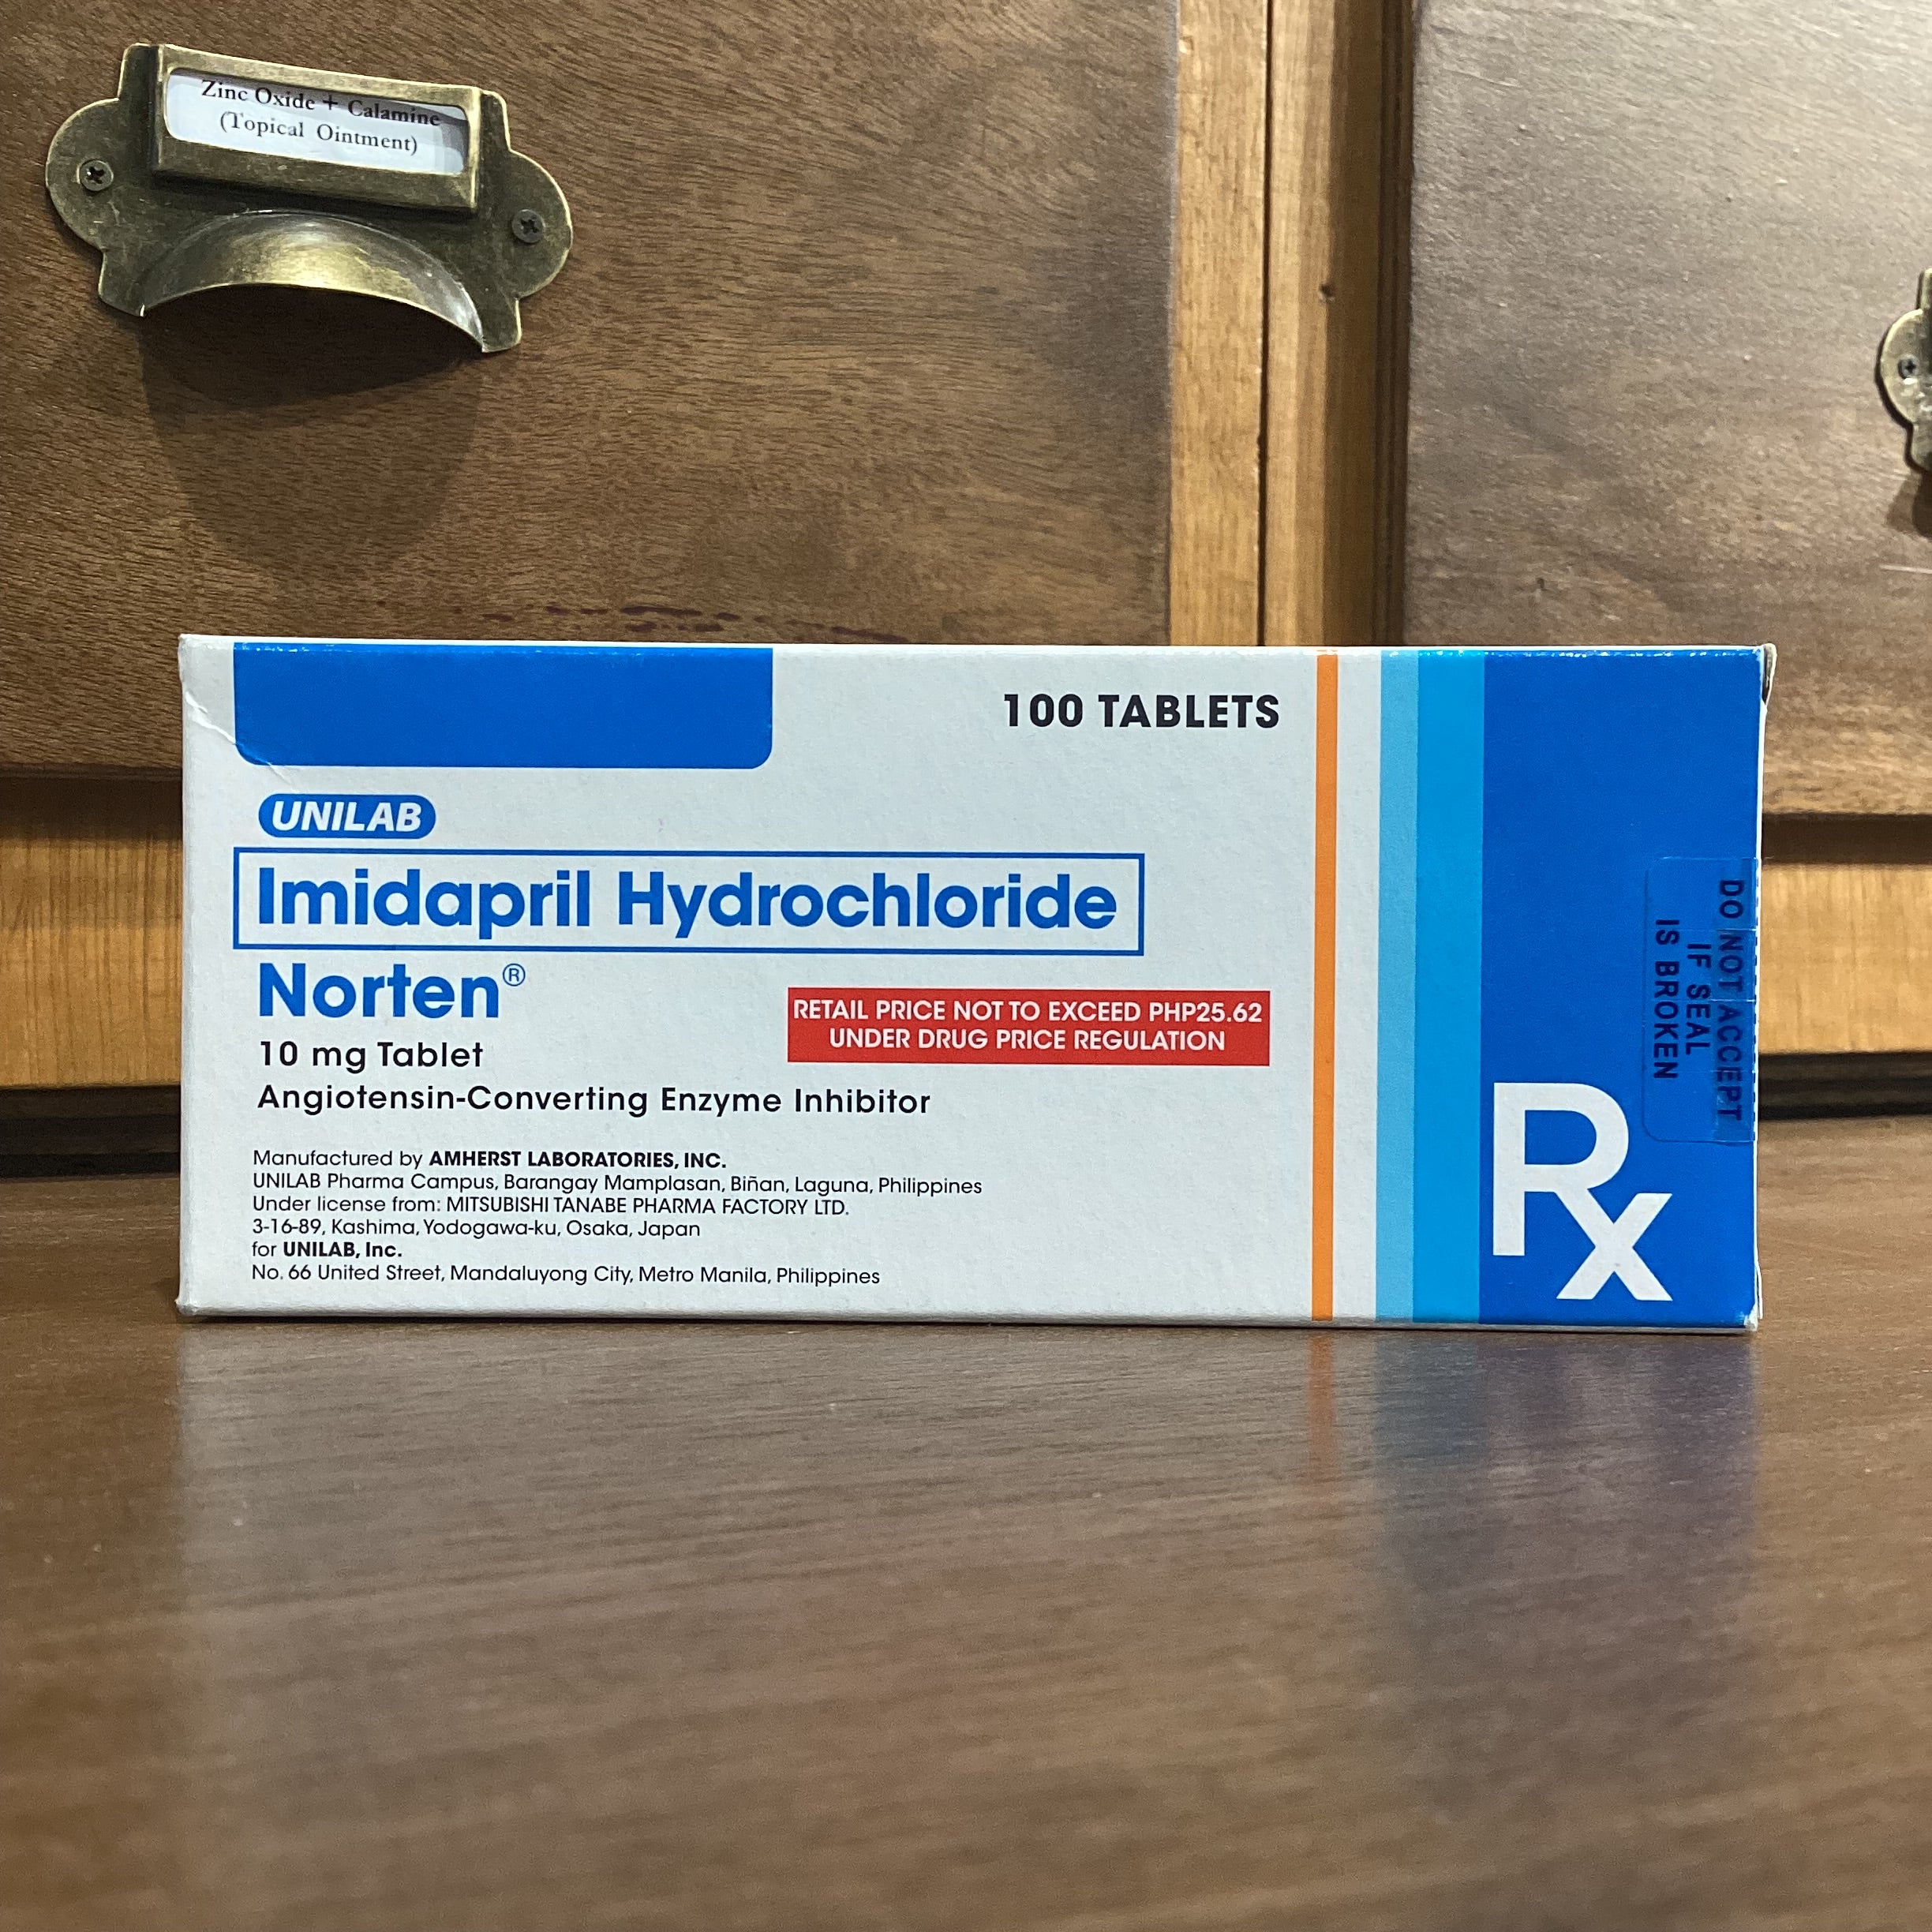 Zinc Oxide + Calamine
(Topical Ointment)
100 TABLETS
UNILAB
Imidapril Hydrochloride
Norten®
RETAIL PRICE NOT TO EXCEED PHP25.62
UNDER DRUG PRICE REGULATION
10 mg Tablet
Angiotensin-Converting Enzyme Inhibitor
Manufactured by AMHERST LABORATORIES, INC.
UNILAB Pharma Campus, Barangay Mamplasan, Biñan, Laguna, Philippines
Under license from: MITSUBISHI TANABE PHARMA FACTORY LTD.
3-16-89, Kashima, Yodogawa-ku, Osaka, Japan
for UNILAB, Inc.
No. 66 United Street, Mandaluyong City, Metro Manila, Philippines
DO NOT ACCEPT
IF SEAL
IS BROKEN
Rx